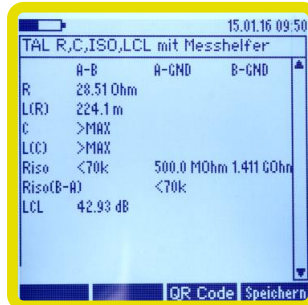 15.01.16 09:50
TAL R,C,ISO,LCL mit Messhelfer
A-B A-GND B-GND
R 28.51 Ohm
L(R) 224.1 m
C >MAX
L(C) >MAX
Riso <70k 500.0 MOhm 1.411 GOhm
Riso(B-A) <70k
LCL 42.93 dB
QR Code Speichern